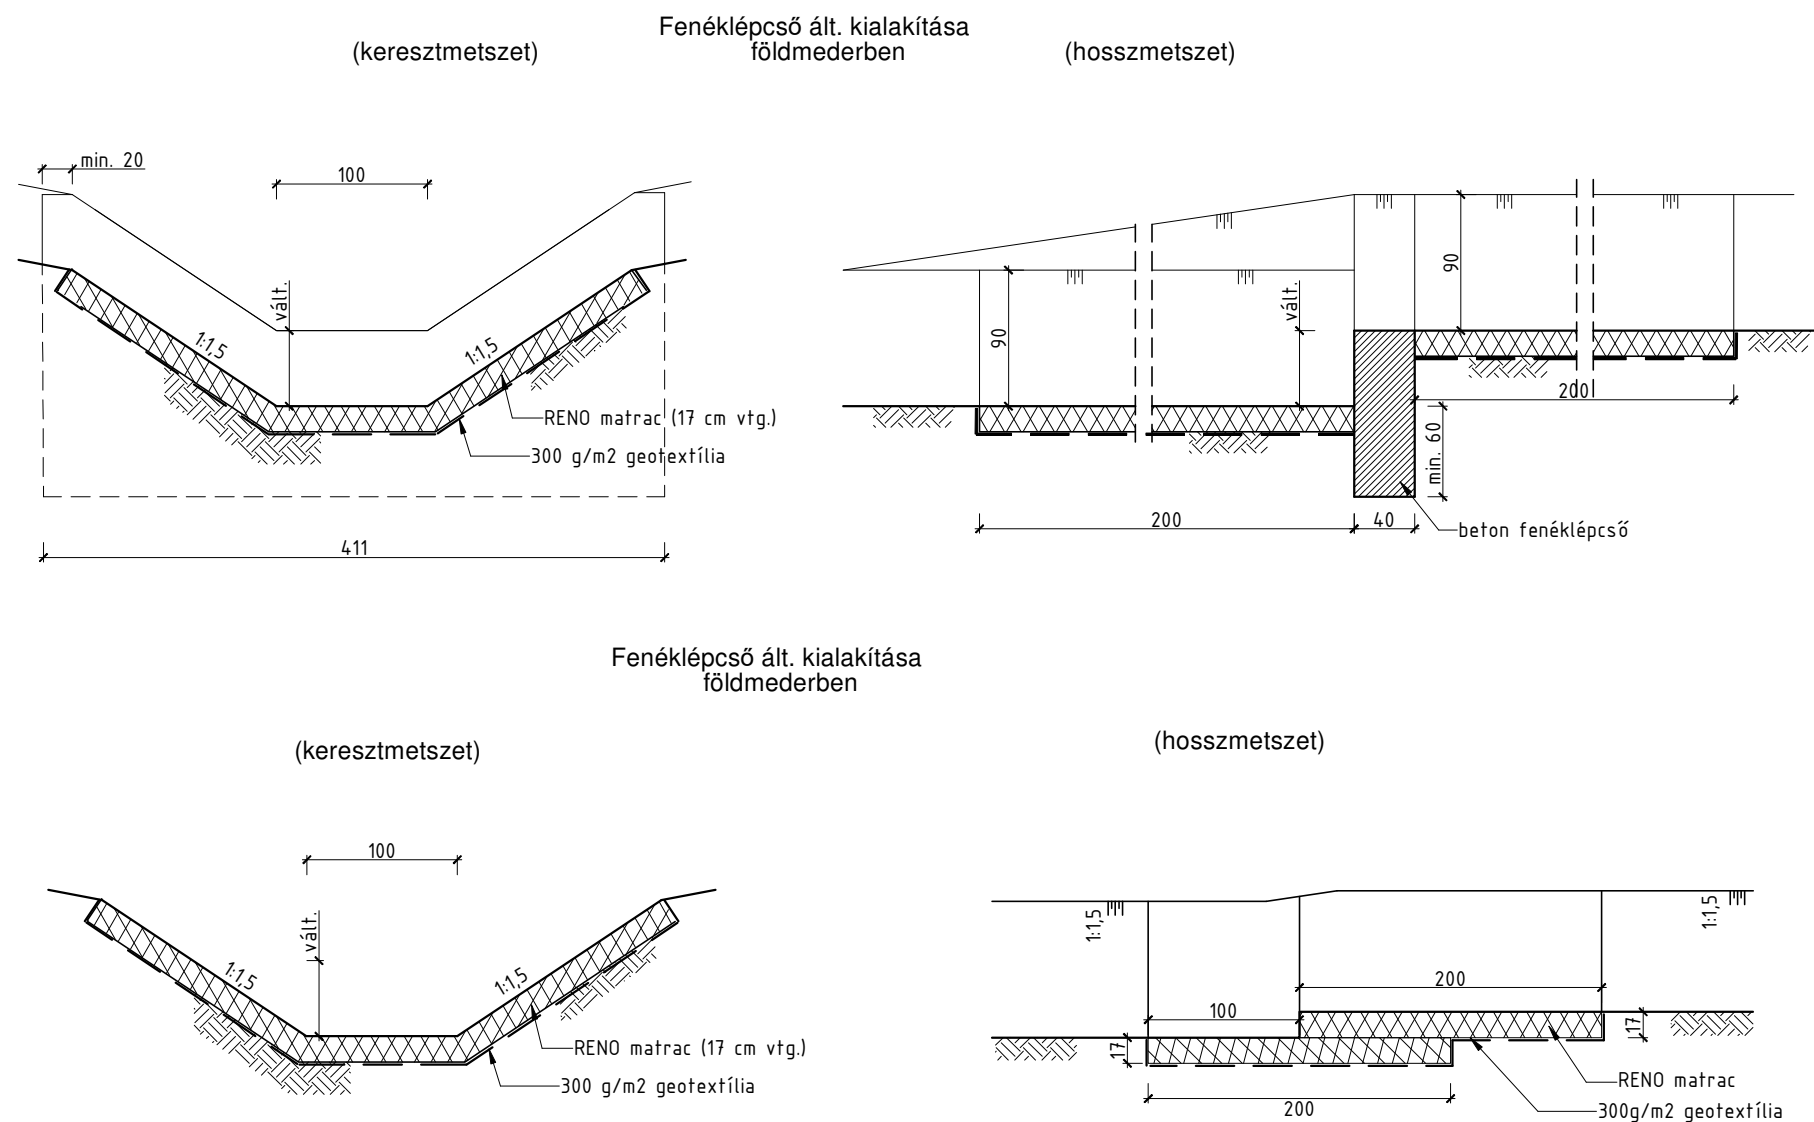 Fenéklépcső ált. kialakítása
földmederben
(keresztmetszet)
(hosszmetszet)
min. 20
100
vált.
1:1,5
1:1,5
RENO matrac (17 cm vtg.)
300 g/m2 geotextília
411
90
90
vált.
200
min. 60
200
40
beton fenéklépcső
Fenéklépcső ált. kialakítása
földmederben
(keresztmetszet)
(hosszmetszet)
100
vált.
1:1,5
1:1,5
RENO matrac (17 cm vtg.)
300 g/m2 geotextília
1:1,5
1:1,5
200
100
17
17
RENO matrac
200
300g/m2 geotextília